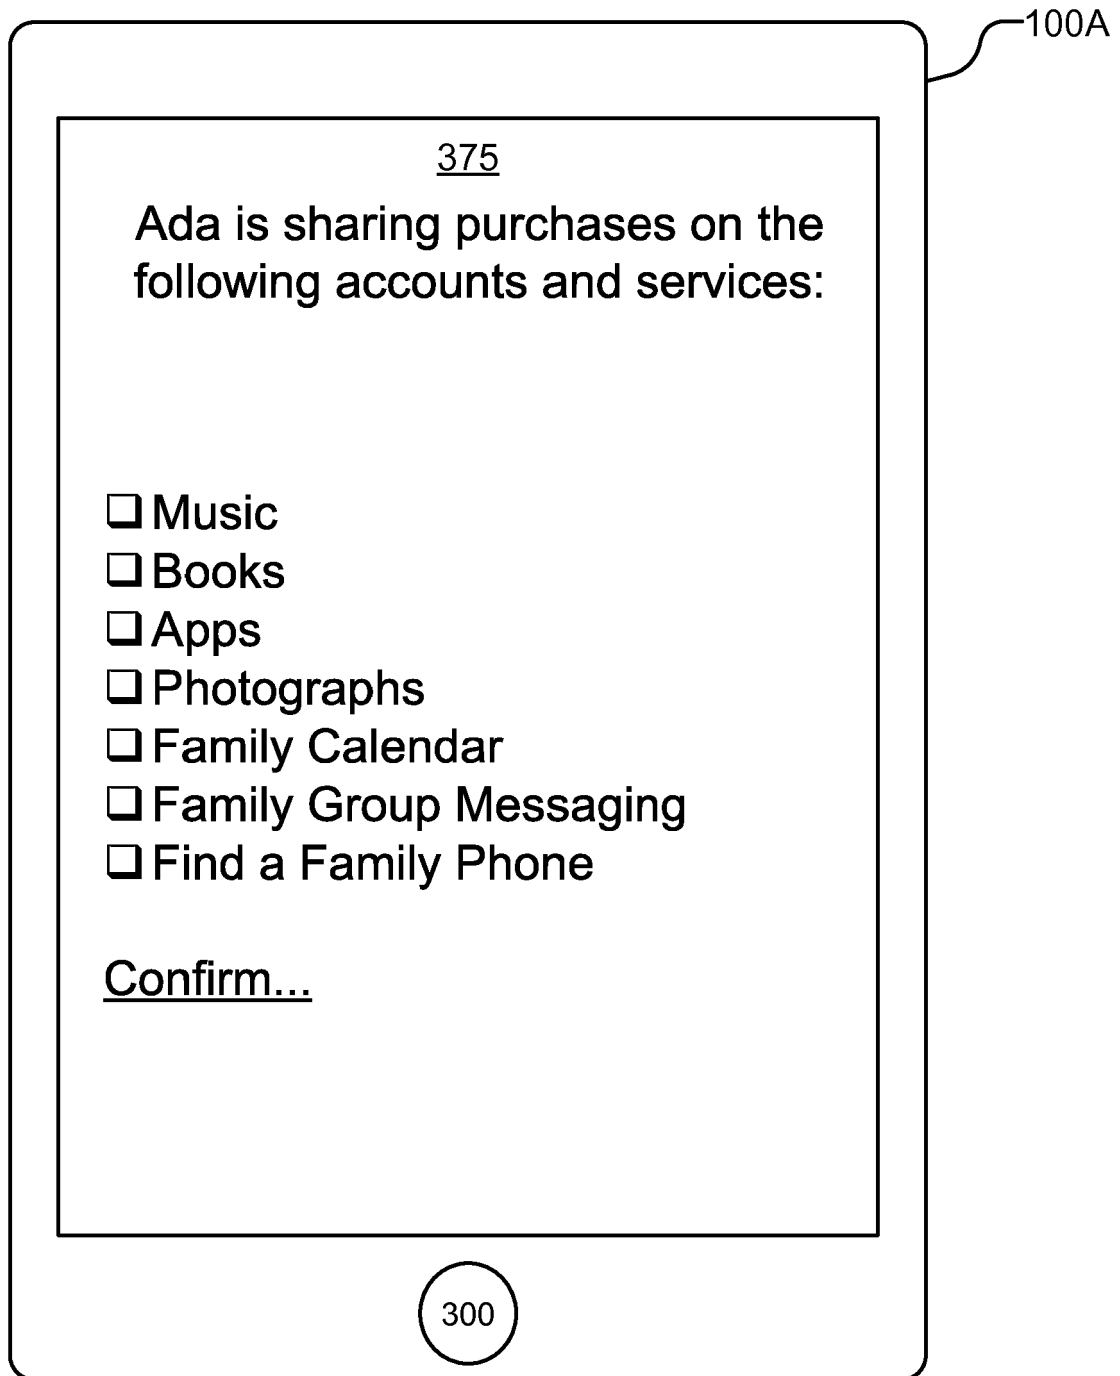 100A
375
Ada is sharing purchases on the
following accounts and services:
❑ Music
❑ Books
❑ Apps
❑ Photographs
❑ Family Calendar
❑ Family Group Messaging
❑ Find a Family Phone
Confirm...
300